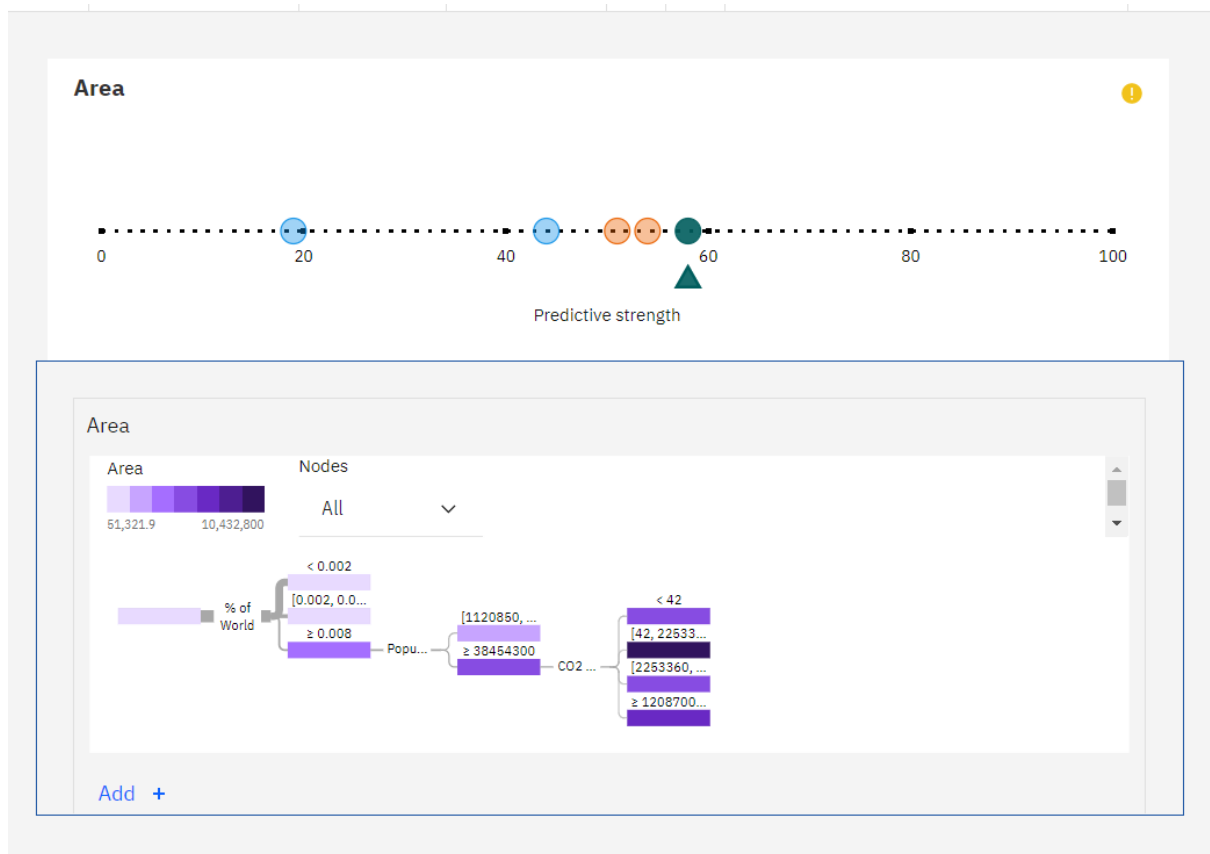 Area
0 20 40 60 80 100
Predictive strength
Area
Area
Nodes
All
51,321.9 10,432,800
< 0.002
% of
World
[0.002, 0.0...
≥ 0.008
Popu...
[1120850, ...
≥ 38454300
CO2 ...
< 42
[42, 22533...
[2253360, ...
≥ 1208700...
Add +